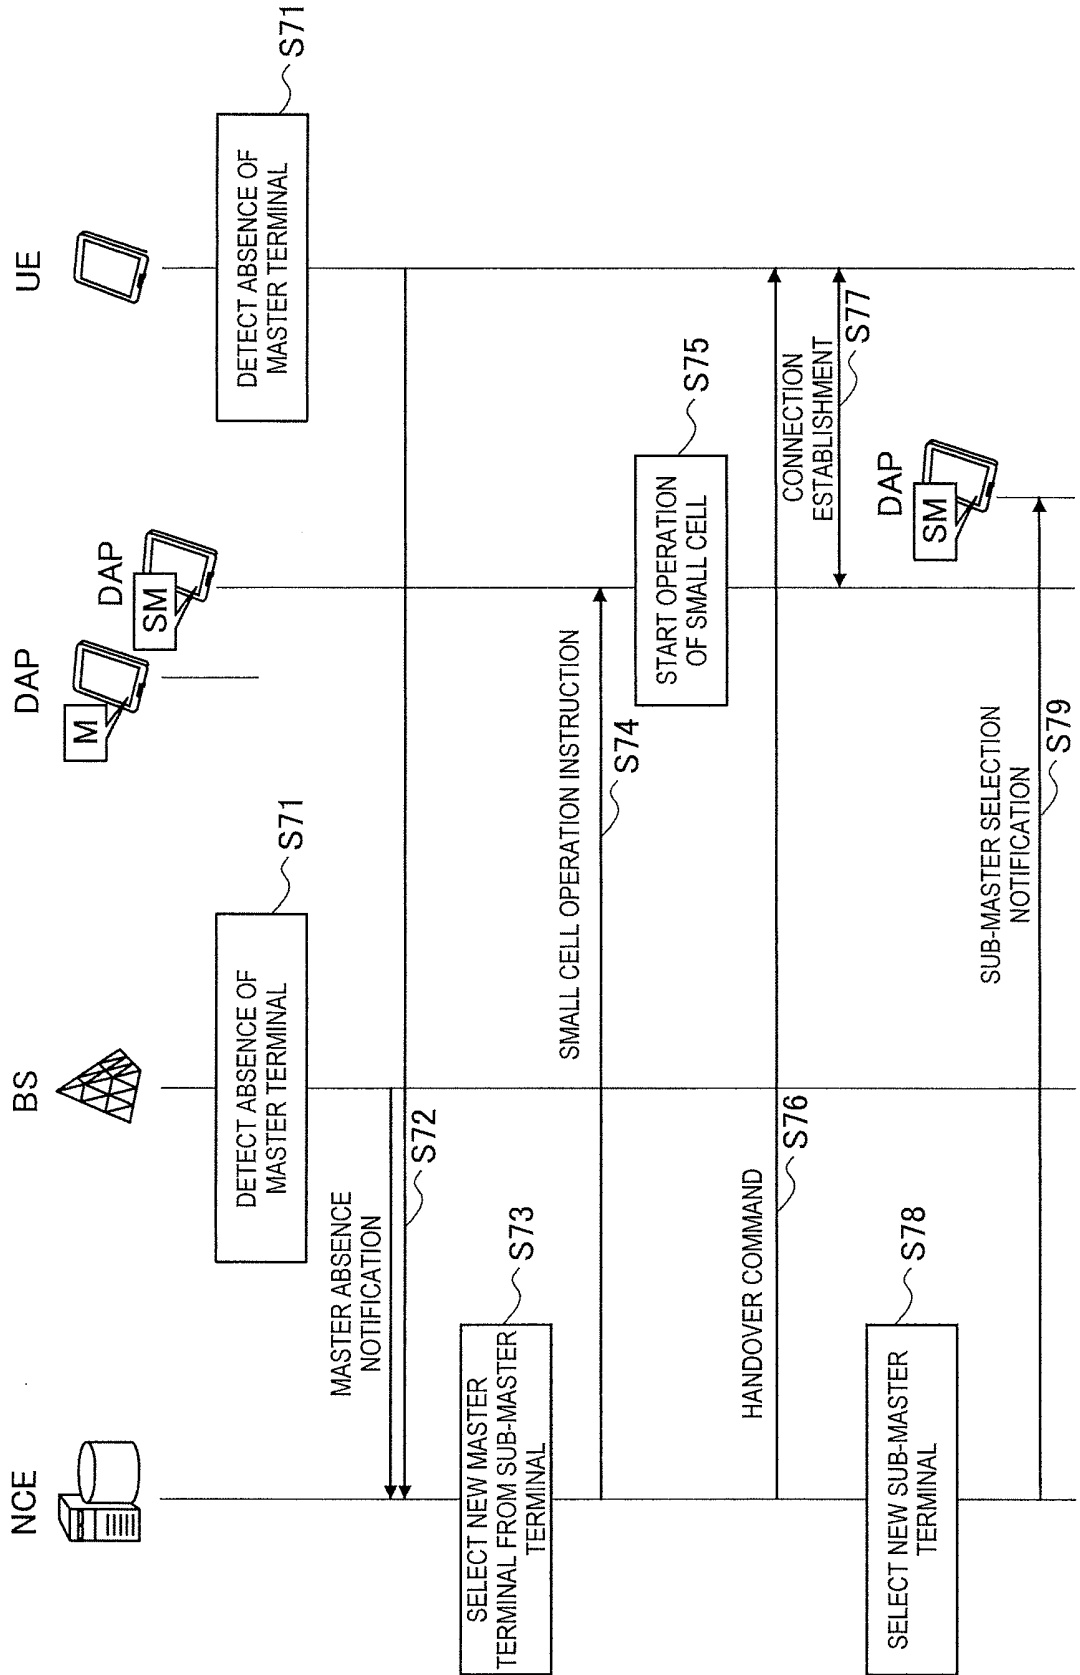 NCE
BS
DAP
M
DAP
SM
UE
DETECT ABSENCE OF
MASTER TERMINAL
S71
DETECT ABSENCE OF
MASTER TERMINAL
S71
MASTER ABSENCE
NOTIFICATION
S72
SELECT NEW MASTER
TERMINAL FROM SUB-MASTER
TERMINAL
S73
SMALL CELL OPERATION INSTRUCTION
S74
START OPERATION
OF SMALL CELL
S75
HANDOVER COMMAND
S76
CONNECTION
ESTABLISHMENT
S77
SELECT NEW SUB-MASTER
TERMINAL
S78
DAP
SM
SUB-MASTER SELECTION
NOTIFICATION
S79